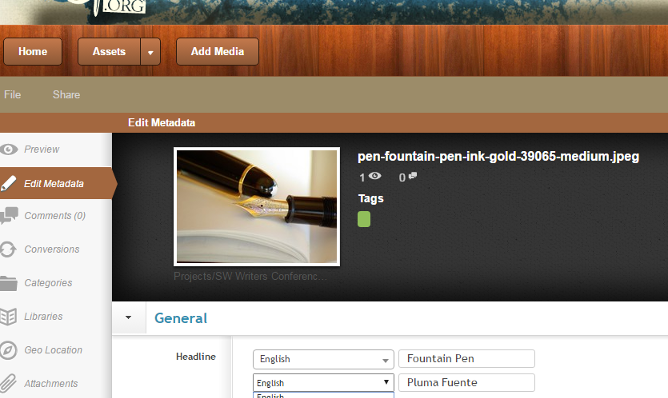 .ORG
Home
Assets
Add Media
File
Share
Edit Metadata
Preview
Edit Metadata
Comments (0)
Conversions
Categories
Libraries
Geo Location
Attachments
pen-fountain-pen-ink-gold-39065-medium.jpeg
1
0
Tags
Projects/SW Writers Conferenc...
General
Headline
English
Fountain Pen
English
Pluma Fuente
English